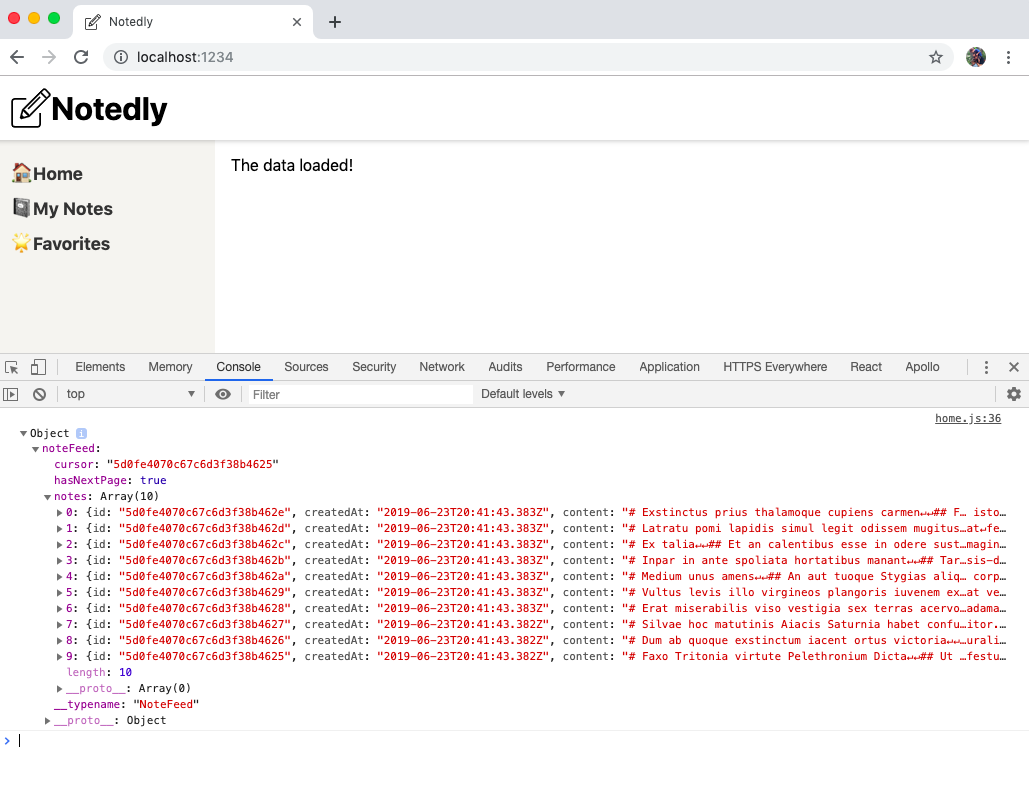 Notedly
localhost:1234
Notedly
Home
My Notes
Favorites
The data loaded!
Elements Memory Console Sources Security Network Audits Performance Application HTTPS Everywhere React Apollo
top Filter Default levels
home.js:36
Object
noteFeed:
cursor: "5d0fe4070c67c6d3f38b4625"
hasNextPage: true
notes: Array(10)
0: {id: "5d0fe4070c67c6d3f38b462e", createdAt: "2019-06-23T20:41:43.383Z", content: "# Exstinctus prius thalamoque cupiens carmen↵↵## F… isto…
1: {id: "5d0fe4070c67c6d3f38b462d", createdAt: "2019-06-23T20:41:43.383Z", content: "# Latratu pomi lapidis simul legit odissem mugitus…at↵fe…
2: {id: "5d0fe4070c67c6d3f38b462c", createdAt: "2019-06-23T20:41:43.383Z", content: "# Ex talia↵↵## Et an calentibus esse in odere sust…magin…
3: {id: "5d0fe4070c67c6d3f38b462b", createdAt: "2019-06-23T20:41:43.383Z", content: "# Inpar in ante spoliata hortatibus manant↵↵## Tar…sis-d…
4: {id: "5d0fe4070c67c6d3f38b462a", createdAt: "2019-06-23T20:41:43.383Z", content: "# Medium unus amens↵↵## An aut tuoque Stygias aliq… corp…
5: {id: "5d0fe4070c67c6d3f38b4629", createdAt: "2019-06-23T20:41:43.383Z", content: "# Vultus levis illo virgineos plangoris iuvenem ex…at ve…
6: {id: "5d0fe4070c67c6d3f38b4628", createdAt: "2019-06-23T20:41:43.383Z", content: "# Erat miserabilis viso vestigia sex terras acervo…adama…
7: {id: "5d0fe4070c67c6d3f38b4627", createdAt: "2019-06-23T20:41:43.382Z", content: "# Silvae hoc matutinis Aiacis Saturnia habet confu…itor.…
8: {id: "5d0fe4070c67c6d3f38b4626", createdAt: "2019-06-23T20:41:43.382Z", content: "# Dum ab quoque exstinctum iacent ortus victoria↵↵…urali…
9: {id: "5d0fe4070c67c6d3f38b4625", createdAt: "2019-06-23T20:41:43.382Z", content: "# Faxo Tritonia virtute Pelethronium Dicta↵↵## Ut …festu…
length: 10
__proto__: Array(0)
__typename: "NoteFeed"
__proto__: Object